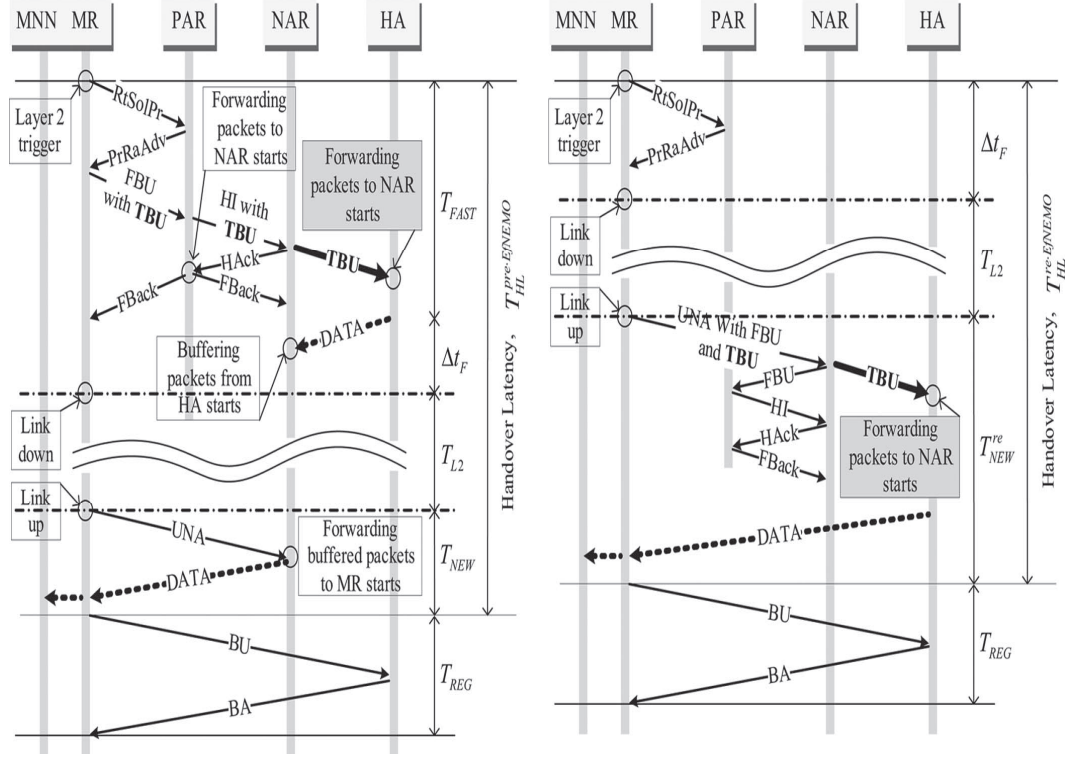 MNN MR PAR NAR HA
Layer 2
trigger
RtSolPr
PrRaAdv
Forwarding
packets to
NAR starts
FBU
with TBU
HI with
TBU
Forwarding
packets to NAR
starts
TBU
HAck
FBack
FBack
DATA
Buffering
packets from
HA starts
Link
down
Link
up
UNA
Forwarding
buffered packets
to MR starts
DATA
BU
BA
T_FAST
Δt_F
T_L2
T_NEW
T_REG
Handover Latency, T_HL^pre-EfNEMO
MNN MR PAR NAR HA
Layer 2
trigger
RtSolPr
PrRaAdv
Link
down
Link
up
UNA With FBU
and TBU
TBU
FBU
HI
HAck
FBack
Forwarding
packets to NAR
starts
DATA
BU
BA
Δt_F
T_L2
T_NEW^re
T_REG
Handover Latency, T_HL^re-EfNEMO